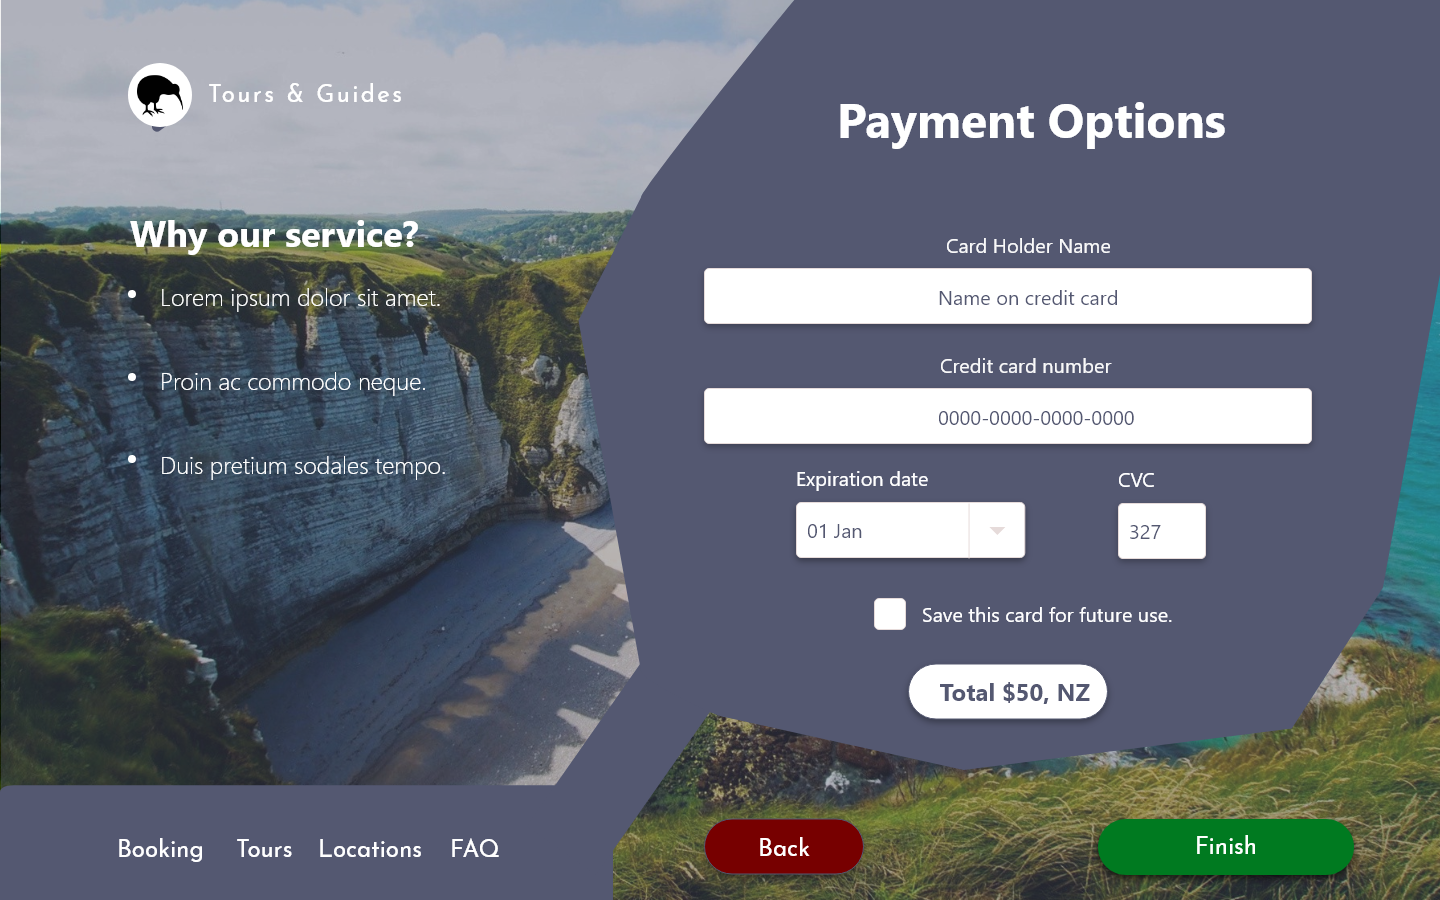 Tours & Guides
Why our service?
Lorem ipsum dolor sit amet.
Proin ac commodo neque.
Duis pretium sodales tempo.
Payment Options
Card Holder Name
Name on credit card
Credit card number
0000-0000-0000-0000
Expiration date
CVC
01 Jan
327
Save this card for future use.
Total $50, NZ
Booking Tours Locations FAQ
Back
Finish